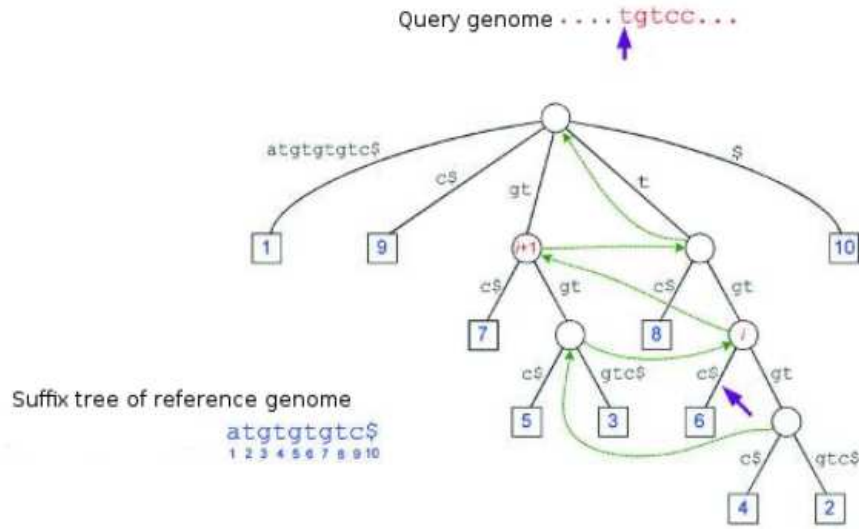 Query genome ....tgtcc...
atgtgtgtc$
c$
gt
t
$
1
9
i+1
10
c$
gt
c$
gt
7
8
i
c$
gtc$
c$
gt
Suffix tree of reference genome
5
3
6
atgtgtgtc$
1 2 3 4 5 6 7 8 9 10
c$
gtc$
4
2